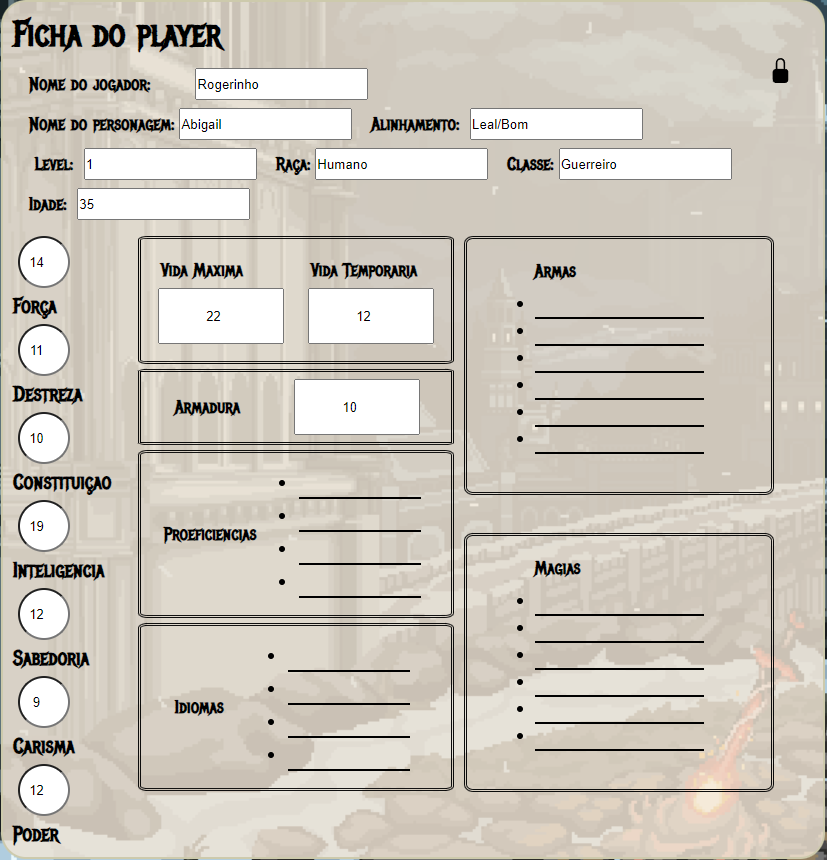 Ficha do player
Nome do jogador: Rogerinho
Nome do personagem: Abigail Alinhamento: Leal/Bom
Level: 1 Raça: Humano Classe: Guerreiro
Idade: 35
14
Força
11
Destreza
10
Constituiçao
19
Inteligencia
12
Sabedoria
9
Carisma
12
Poder
Vida Maxima Vida Temporaria
22 12
Armadura 10
Proeficiencias
Idiomas
Armas
Magias